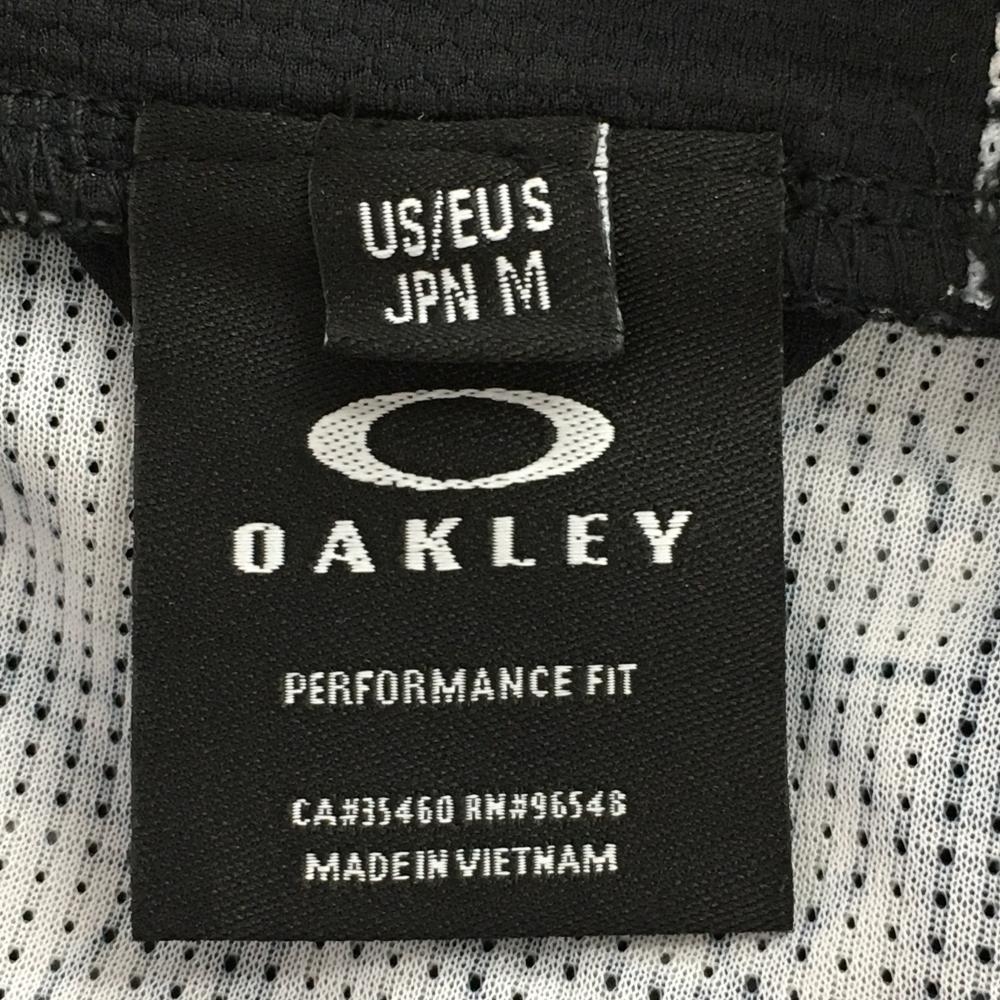 US/EU S
JPN M
OAKLEY
PERFORMANCE FIT
CA#35460 RN#96548
MADE IN VIETNAM